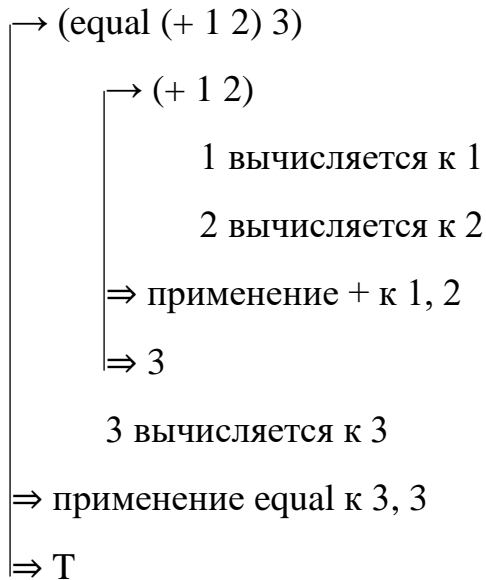 → (equal (+ 1 2) 3)
→ (+ 1 2)
1 вычисляется к 1
2 вычисляется к 2
⇒ применение + к 1, 2
⇒ 3
3 вычисляется к 3
⇒ применение equal к 3, 3
⇒ T